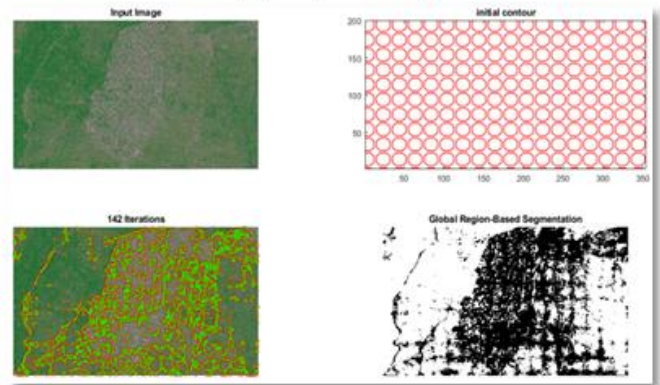 Input Image
initial contour
200
150
100
50
50 100 150 200 250 300 350
142 Iterations
Global Region-Based Segmentation